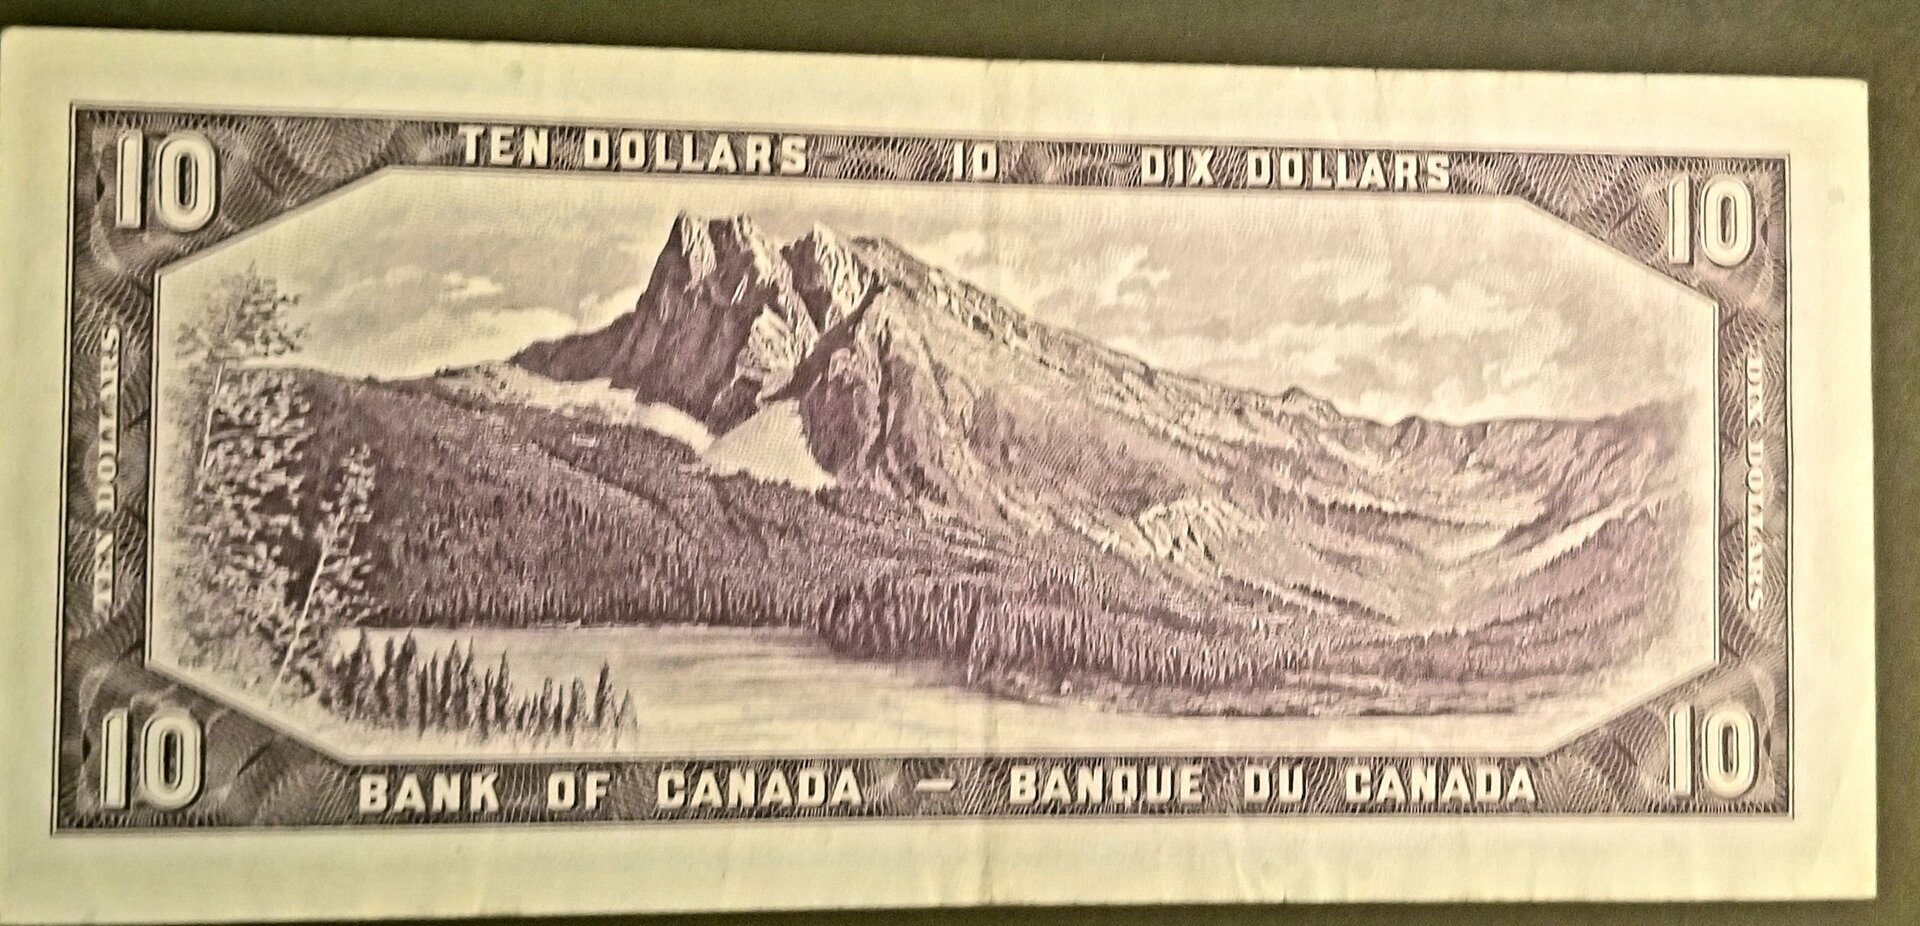 10 TEN DOLLARS 10 DIX DOLLARS 10
TEN DOLLARS
DIX DOLLARS
10 BANK OF CANADA — BANQUE DU CANADA 10